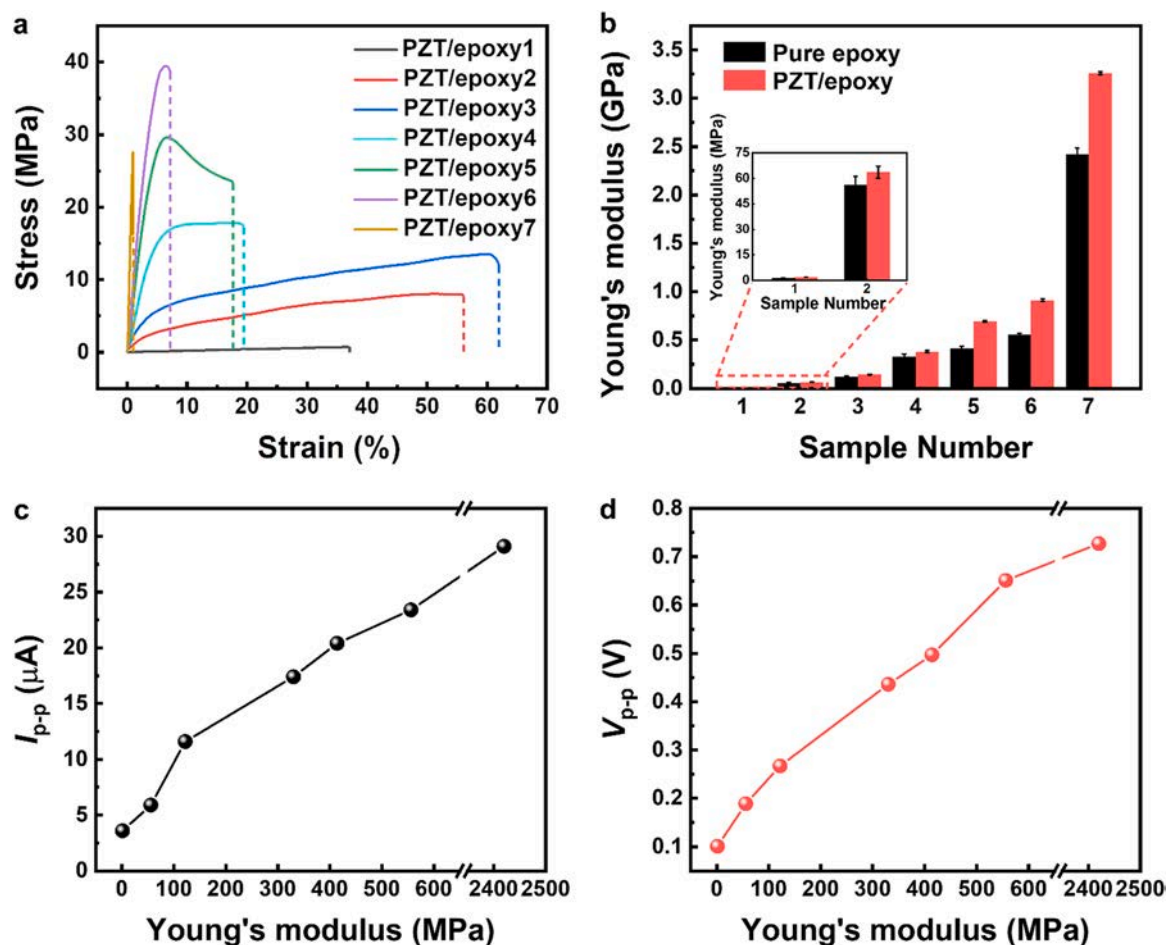 a
Stress (MPa)
40
30
20
10
0
PZT/epoxy1
PZT/epoxy2
PZT/epoxy3
PZT/epoxy4
PZT/epoxy5
PZT/epoxy6
PZT/epoxy7
0 10 20 30 40 50 60 70
Strain (%)
b
Young's modulus (GPa)
3.5
3.0
2.5
2.0
1.5
1.0
0.5
0.0
Pure epoxy
PZT/epoxy
Young's modulus (MPa)
75
60
45
30
15
0
1 2
Sample Number
1 2 3 4 5 6 7
Sample Number
c
I p-p (μA)
30
25
20
15
10
5
0
0 100 200 300 400 500 600 2400 2500
Young's modulus (MPa)
d
V p-p (V)
0.8
0.7
0.6
0.5
0.4
0.3
0.2
0.1
0 100 200 300 400 500 600 2400 2500
Young's modulus (MPa)